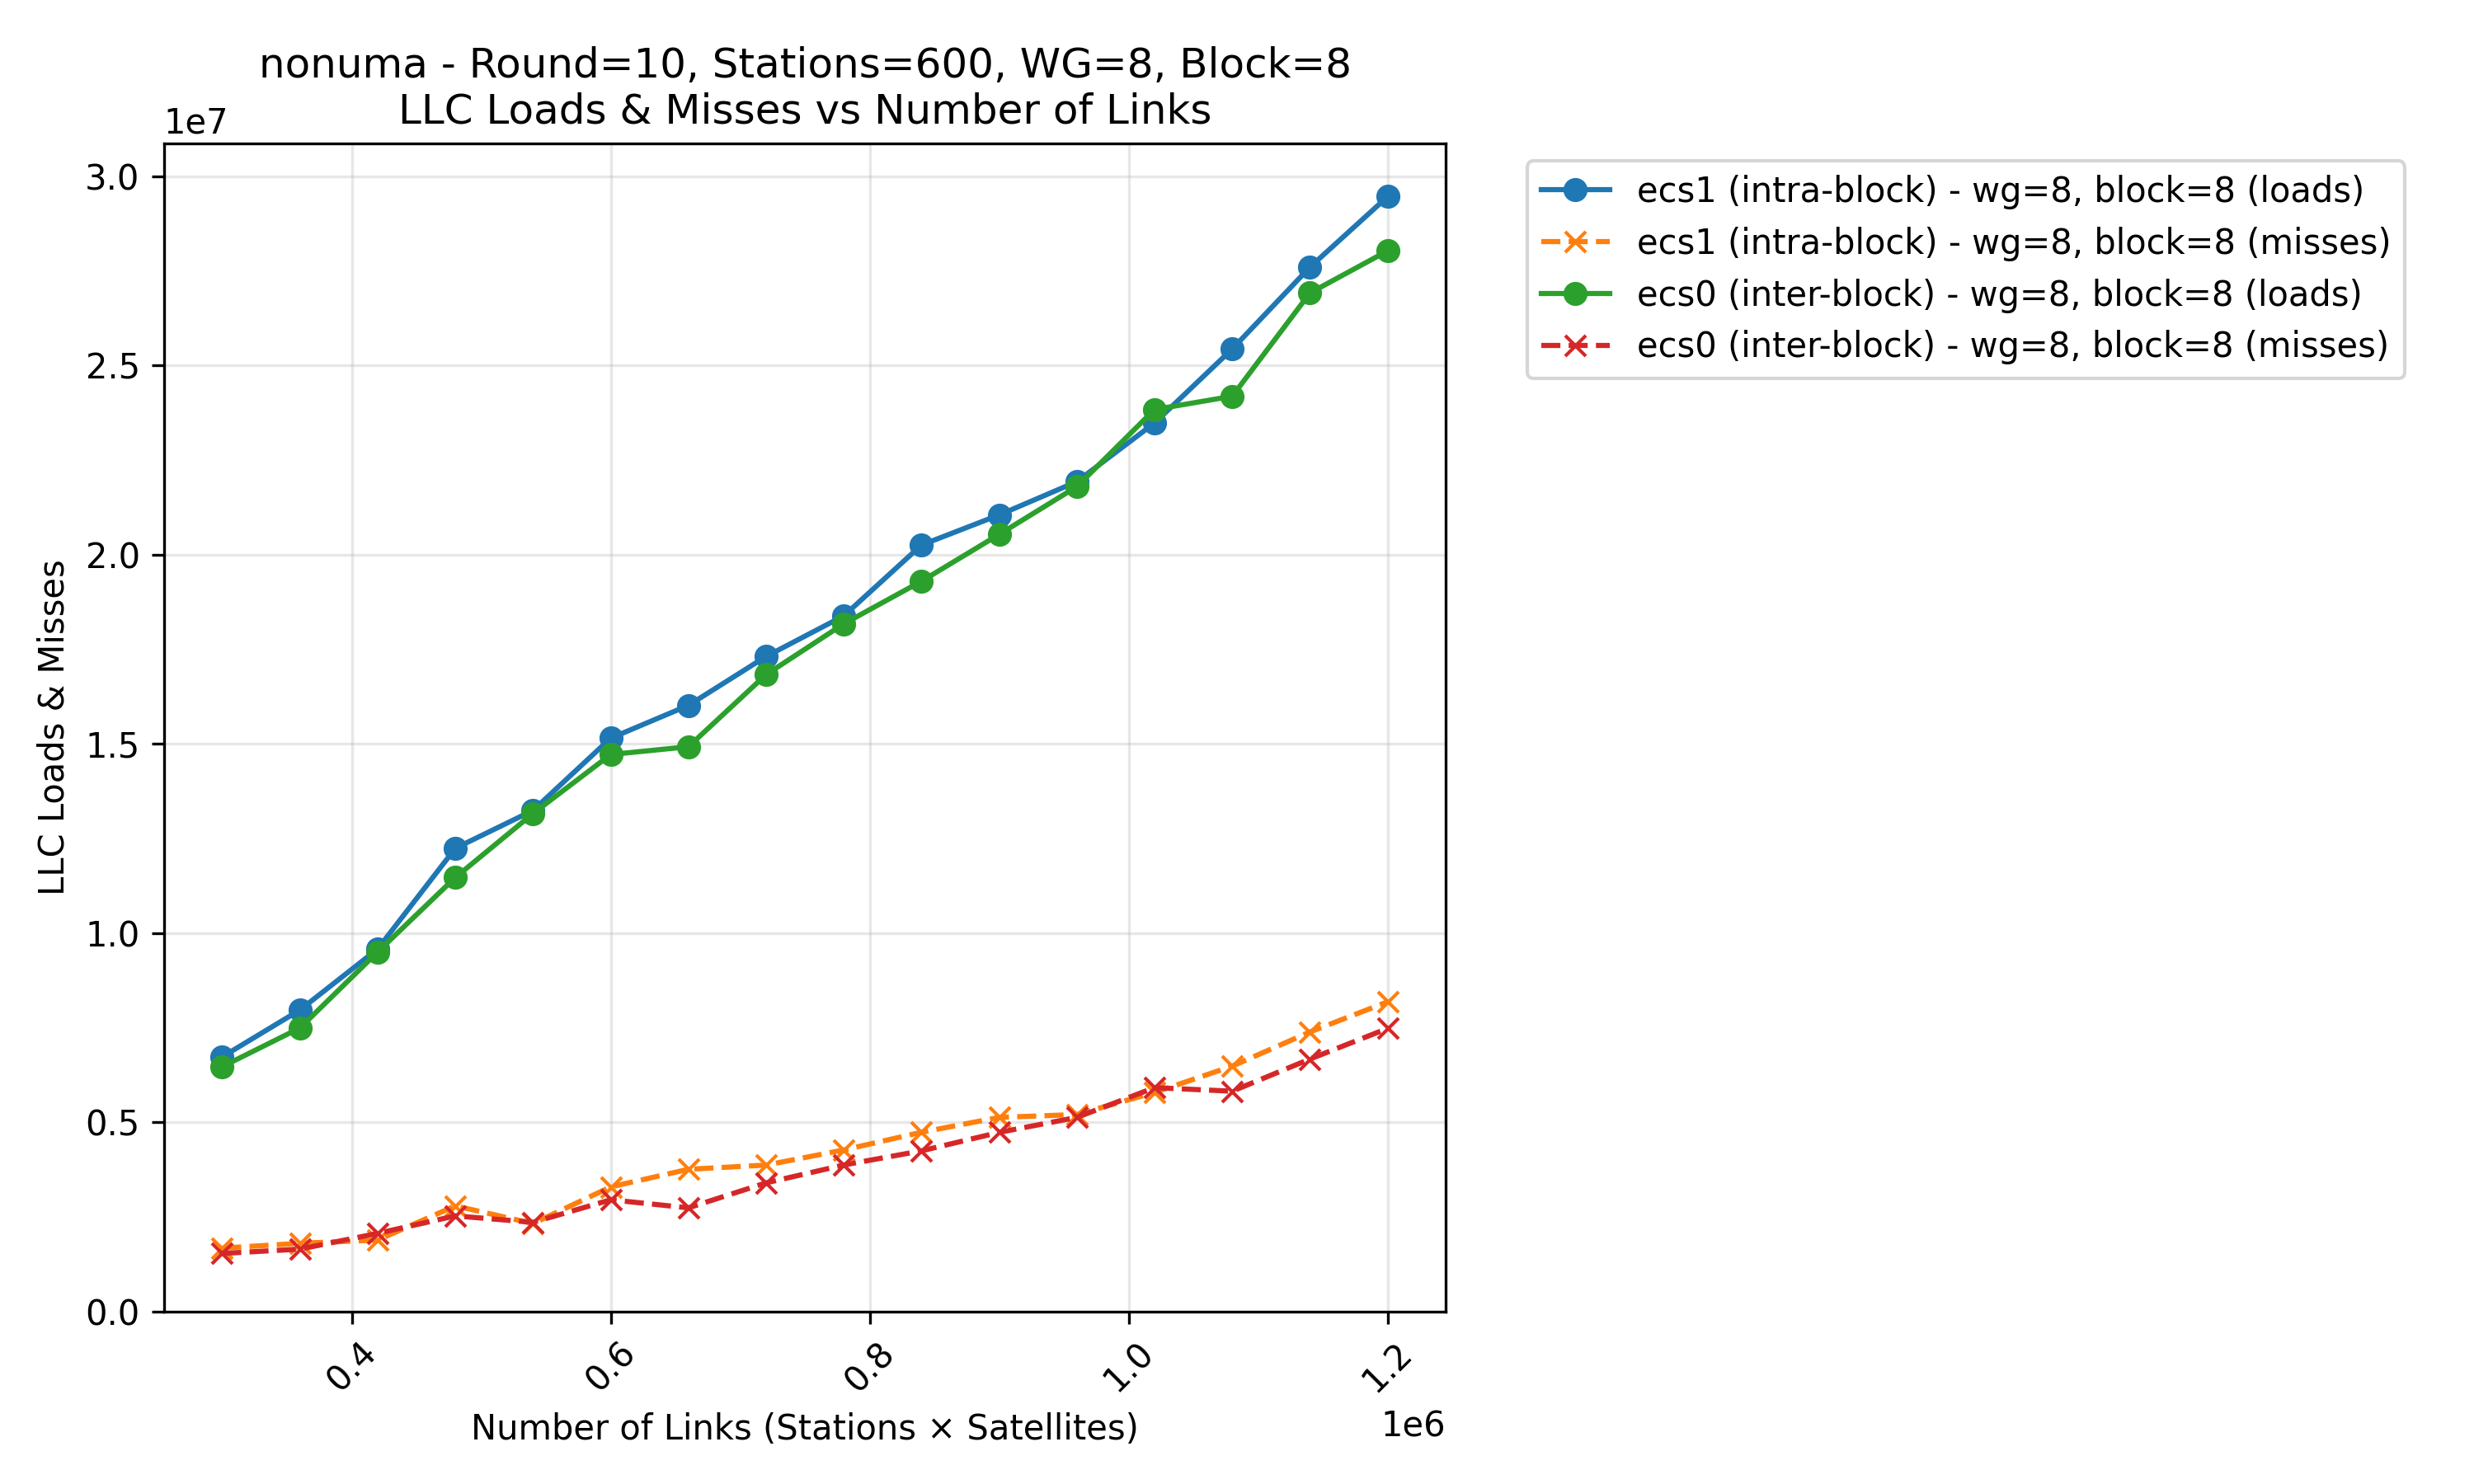 nonuma - Round=10, Stations=600, WG=8, Block=8
LLC Loads & Misses vs Number of Links
1e7
3.0
2.5
2.0
1.5
1.0
0.5
0.0
LLC Loads & Misses
0.4
0.6
0.8
1.0
1.2
1e6
Number of Links (Stations × Satellites)
ecs1 (intra-block) - wg=8, block=8 (loads)
ecs1 (intra-block) - wg=8, block=8 (misses)
ecs0 (inter-block) - wg=8, block=8 (loads)
ecs0 (inter-block) - wg=8, block=8 (misses)